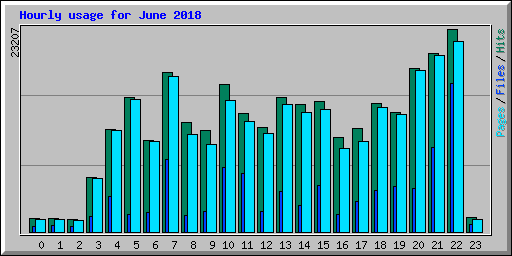 Hourly usage for June 2018
23207
Pages/Files/Hits
0 1 2 3 4 5 6 7 8 9 10 11 12 13 14 15 16 17 18 19 20 21 22 23